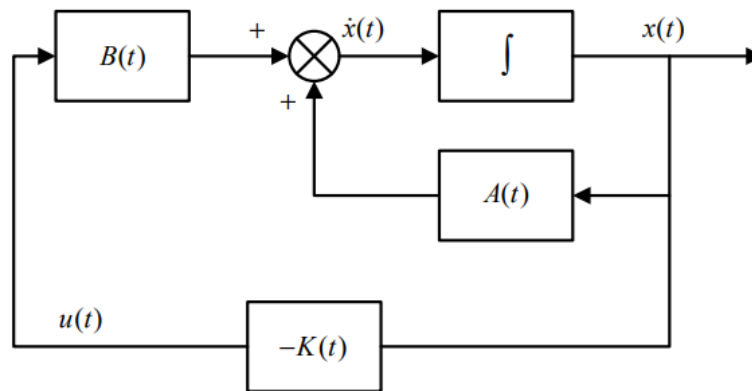 B(t)
+
ẋ(t)
∫
x(t)
+
A(t)
u(t)
−K(t)